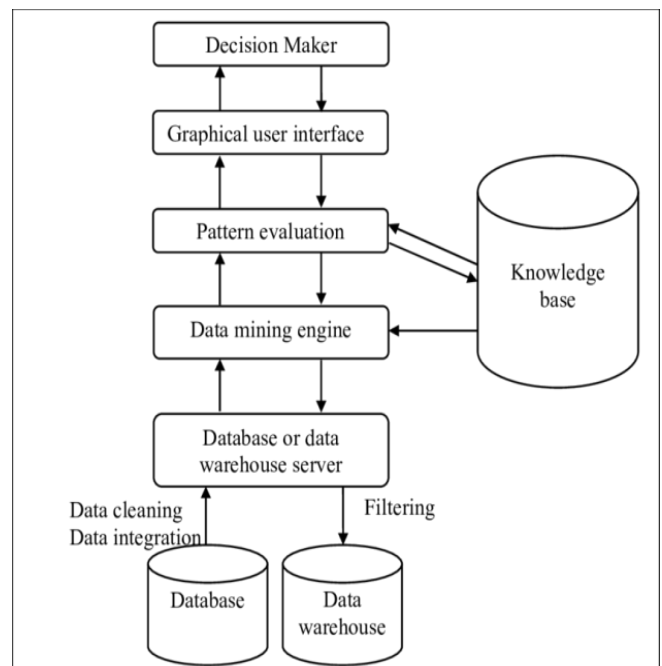 Decision Maker
Graphical user interface
Pattern evaluation
Knowledge
base
Data mining engine
Database or data
warehouse server
Data cleaning
Data integration
Filtering
Database
Data
warehouse